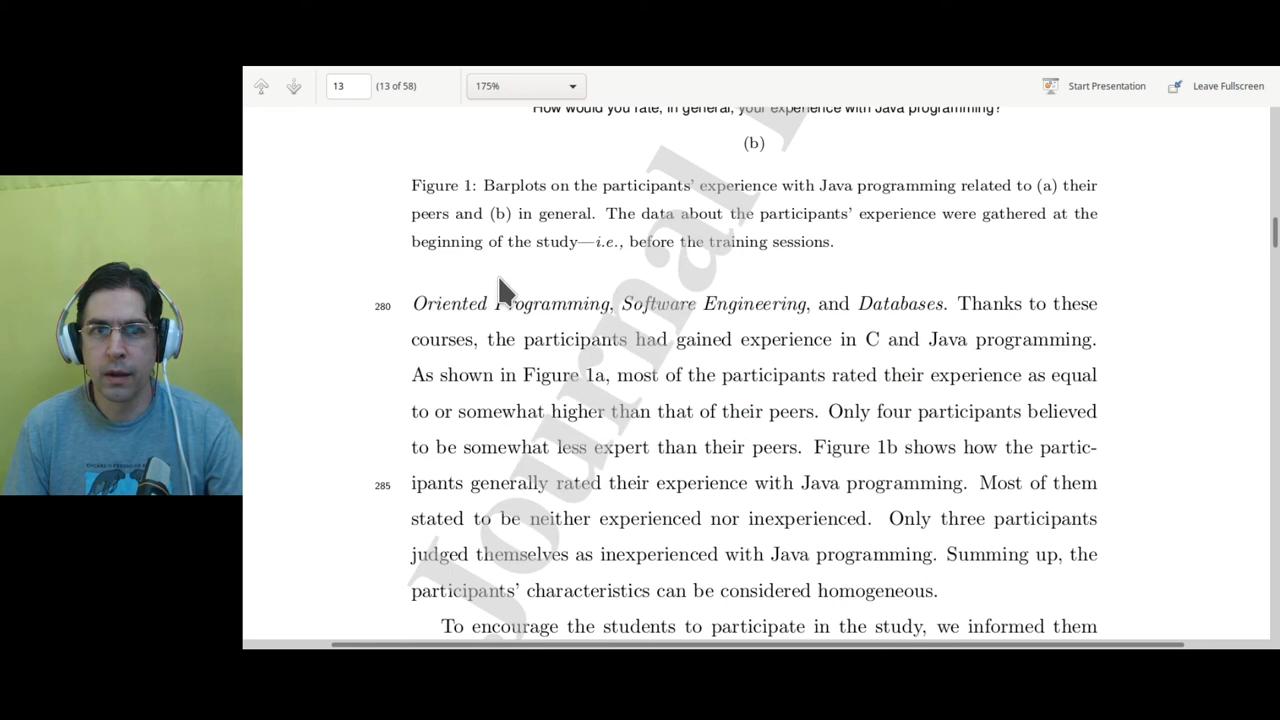 13 (13 of 58) 175% Start Presentation Leave Fullscreen
How would you rate, in general, your experience with Java programming?
(b)
Figure 1: Barplots on the participants' experience with Java programming related to (a) their
peers and (b) in general. The data about the participants' experience were gathered at the
beginning of the study—i.e., before the training sessions.
280 Oriented Programming, Software Engineering, and Databases. Thanks to these
courses, the participants had gained experience in C and Java programming.
As shown in Figure 1a, most of the participants rated their experience as equal
to or somewhat higher than that of their peers. Only four participants believed
to be somewhat less expert than their peers. Figure 1b shows how the partic-
285 ipants generally rated their experience with Java programming. Most of them
stated to be neither experienced nor inexperienced. Only three participants
judged themselves as inexperienced with Java programming. Summing up, the
participants' characteristics can be considered homogeneous.
To encourage the students to participate in the study, we informed them
Journal